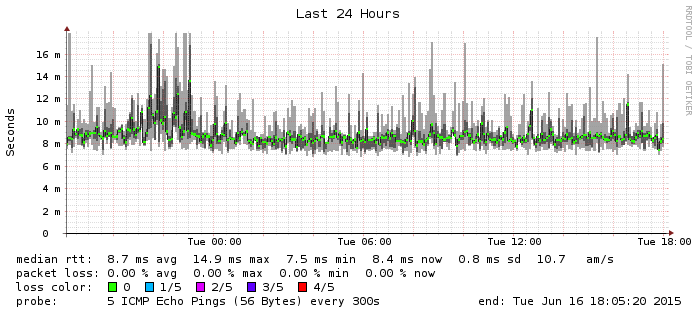 Last 24 Hours
RRDTOOL / TOBI OETIKER
Seconds
16 m
14 m
12 m
10 m
8 m
6 m
4 m
2 m
0
Tue 00:00 Tue 06:00 Tue 12:00 Tue 18:00
median rtt: 8.7 ms avg 14.9 ms max 7.5 ms min 8.4 ms now 0.8 ms sd 10.7 am/s
packet loss: 0.00 % avg 0.00 % max 0.00 % min 0.00 % now
loss color: 0 1/5 2/5 3/5 4/5
probe: 5 ICMP Echo Pings (56 Bytes) every 300s end: Tue Jun 16 18:05:20 2015